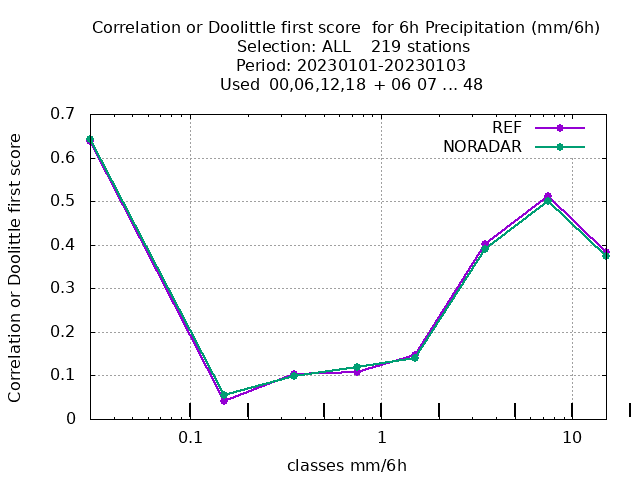 Correlation or Doolittle first score  for 6h Precipitation (mm/6h)
Selection: ALL    219 stations
Period: 20230101-20230103
Used  00,06,12,18  + 06 07 ... 48
REF
NORADAR
Correlation or Doolittle first score
0.7
0.6
0.5
0.4
0.3
0.2
0.1
0
0.1 1 10
classes mm/6h